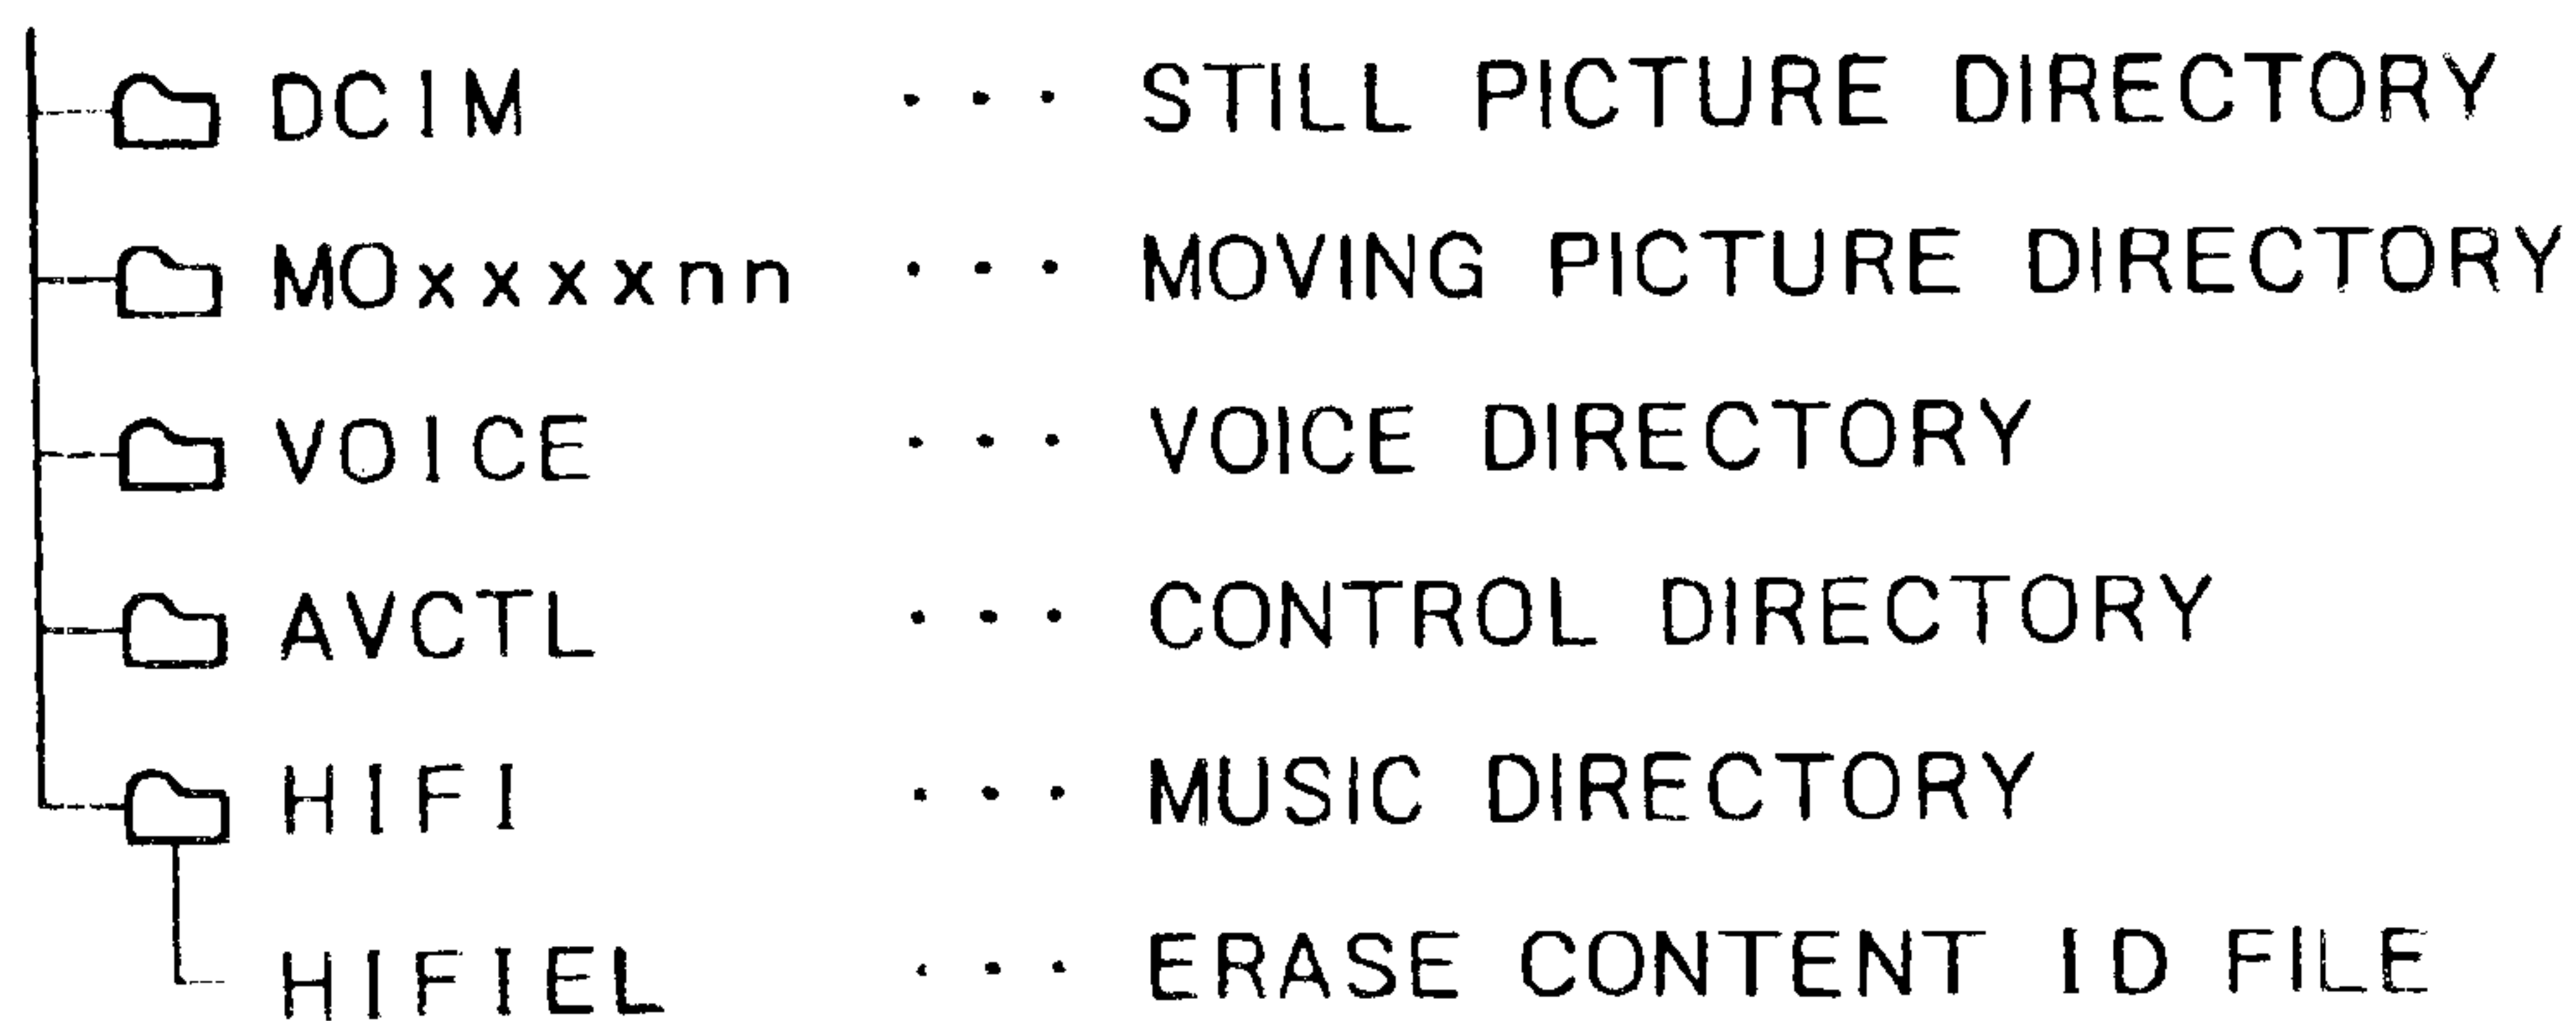 DCIM ・・・ STILL PICTURE DIRECTORY
MOxxxxnn ・・・ MOVING PICTURE DIRECTORY
VOICE ・・・ VOICE DIRECTORY
AVCTL ・・・ CONTROL DIRECTORY
HIFI ・・・ MUSIC DIRECTORY
HIFIEL ・・・ ERASE CONTENT ID FILE